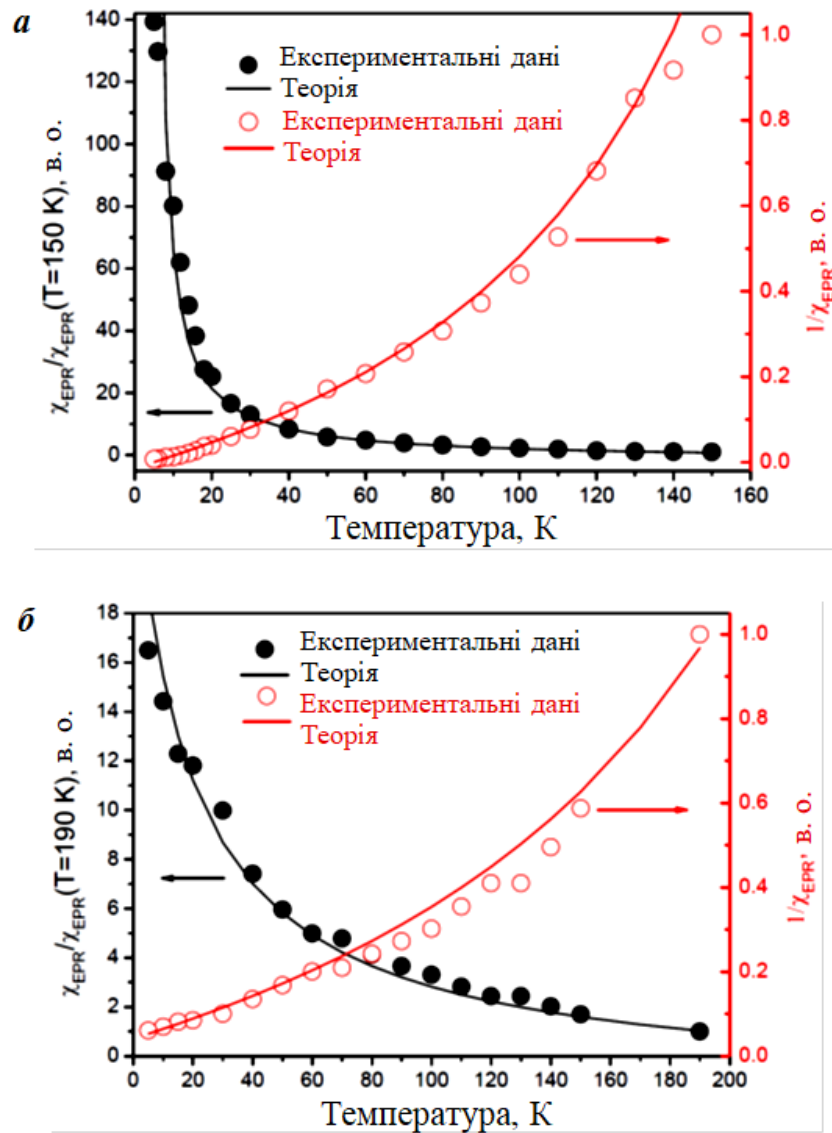 а
Експериментальні дані
Теорія
Експериментальні дані
Теорія
χEPR/χEPR(T=150 K), в. о.
140
120
100
80
60
40
20
0
1/χEPR, в. о.
1.0
0.8
0.6
0.4
0.2
0.0
0 20 40 60 80 100 120 140 160
Температура, К
б
Експериментальні дані
Теорія
Експериментальні дані
Теорія
χEPR/χEPR(T=190 K), в. о.
18
16
14
12
10
8
6
4
2
0
1/χEPR, в. о.
1.0
0.8
0.6
0.4
0.2
0.0
0 20 40 60 80 100 120 140 160 180 200
Температура, К